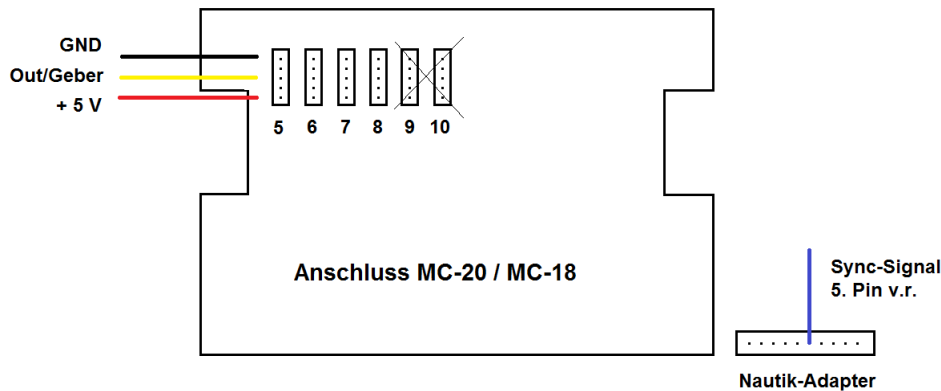 GND
Out/Geber
+ 5 V
5 6 7 8 9 10
Anschluss MC-20 / MC-18
Sync-Signal
5. Pin v.r.
Nautik-Adapter